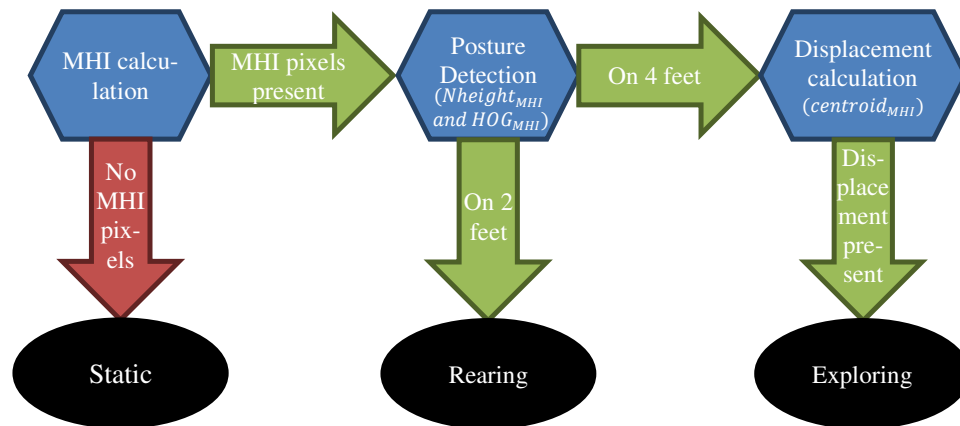 MHI calcu-
lation
MHI pixels
present
Posture
Detection
(Nheight_MHI
and HOG_MHI)
On 4 feet
Displacement
calculation
(centroid_MHI)
No
MHI
pix-
els
On 2
feet
Dis-
place
ment
pre-
sent
Static
Rearing
Exploring